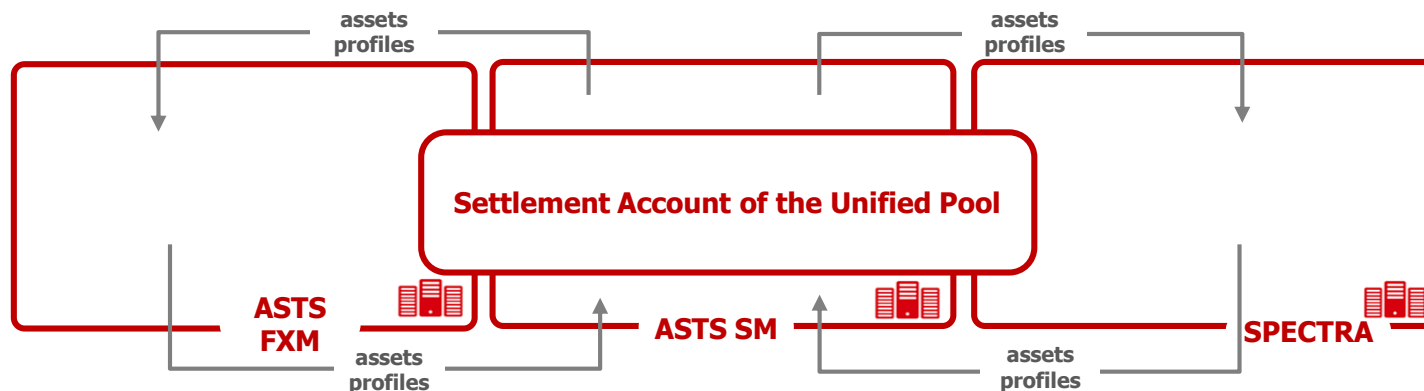 assets
profiles
assets
profiles
Settlement Account of the Unified Pool
ASTS
FXM
ASTS SM
SPECTRA
assets
profiles
assets
profiles